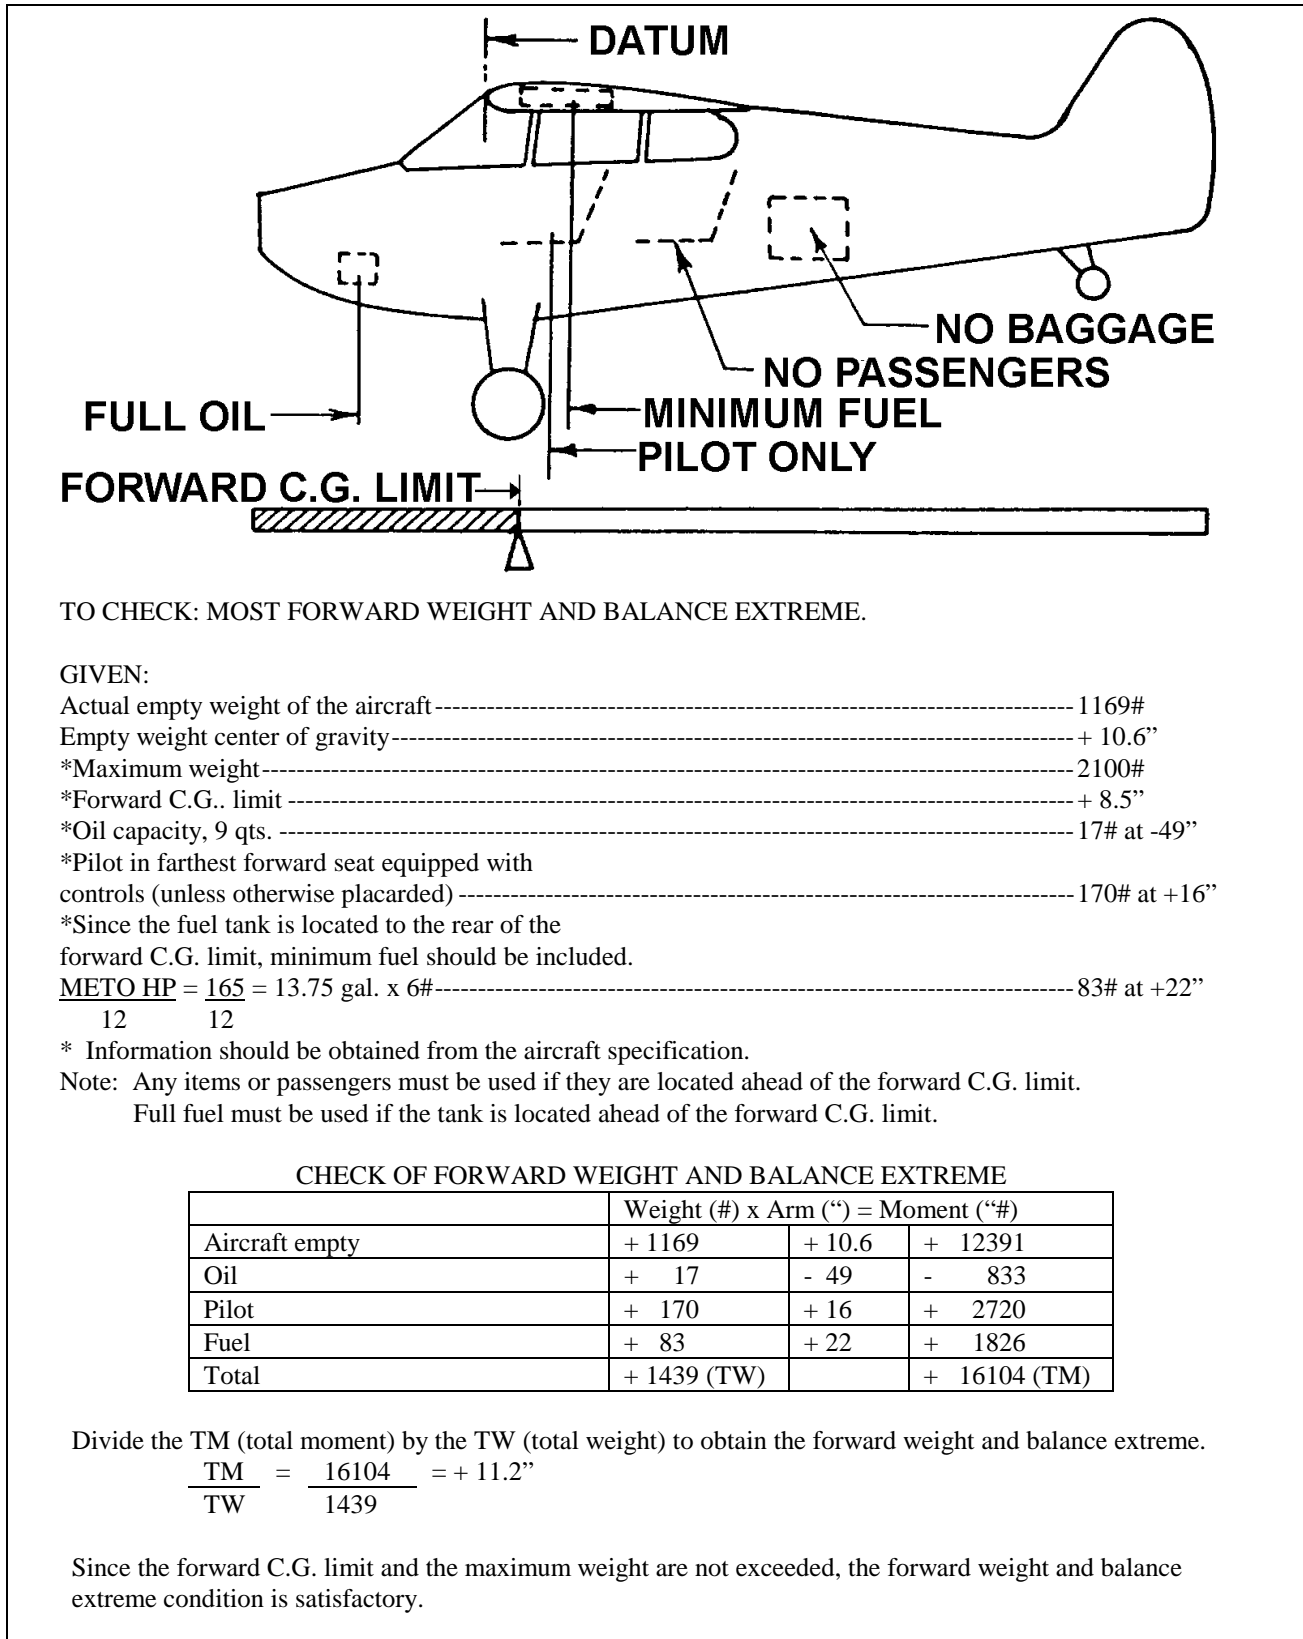 DATUM
NO BAGGAGE
NO PASSENGERS
FULL OIL
MINIMUM FUEL
PILOT ONLY
FORWARD C.G. LIMIT
TO CHECK: MOST FORWARD WEIGHT AND BALANCE EXTREME.
GIVEN:
Actual empty weight of the aircraft----------------------------------------------------------------------------- 1169#
Empty weight center of gravity---------------------------------------------------------------------------------- + 10.6”
*Maximum weight-------------------------------------------------------------------------------------------------- 2100#
*Forward C.G.. limit ----------------------------------------------------------------------------------------------- + 8.5”
*Oil capacity, 9 qts. ------------------------------------------------------------------------------------------------ 17# at -49”
*Pilot in farthest forward seat equipped with
controls (unless otherwise placarded) -------------------------------------------------------------------------- 170# at +16”
*Since the fuel tank is located to the rear of the
forward C.G. limit, minimum fuel should be included.
METO HP = 165 = 13.75 gal. x 6#----------------------------------------------------------------------------- 83# at +22”
12 12
* Information should be obtained from the aircraft specification.
Note: Any items or passengers must be used if they are located ahead of the forward C.G. limit.
Full fuel must be used if the tank is located ahead of the forward C.G. limit.
CHECK OF FORWARD WEIGHT AND BALANCE EXTREME
Weight (#) x Arm (“) = Moment (“#)
Aircraft empty + 1169 + 10.6 + 12391
Oil + 17 - 49 - 833
Pilot + 170 + 16 + 2720
Fuel + 83 + 22 + 1826
Total + 1439 (TW) + 16104 (TM)
Divide the TM (total moment) by the TW (total weight) to obtain the forward weight and balance extreme.
TM = 16104 = + 11.2”
TW 1439
Since the forward C.G. limit and the maximum weight are not exceeded, the forward weight and balance
extreme condition is satisfactory.